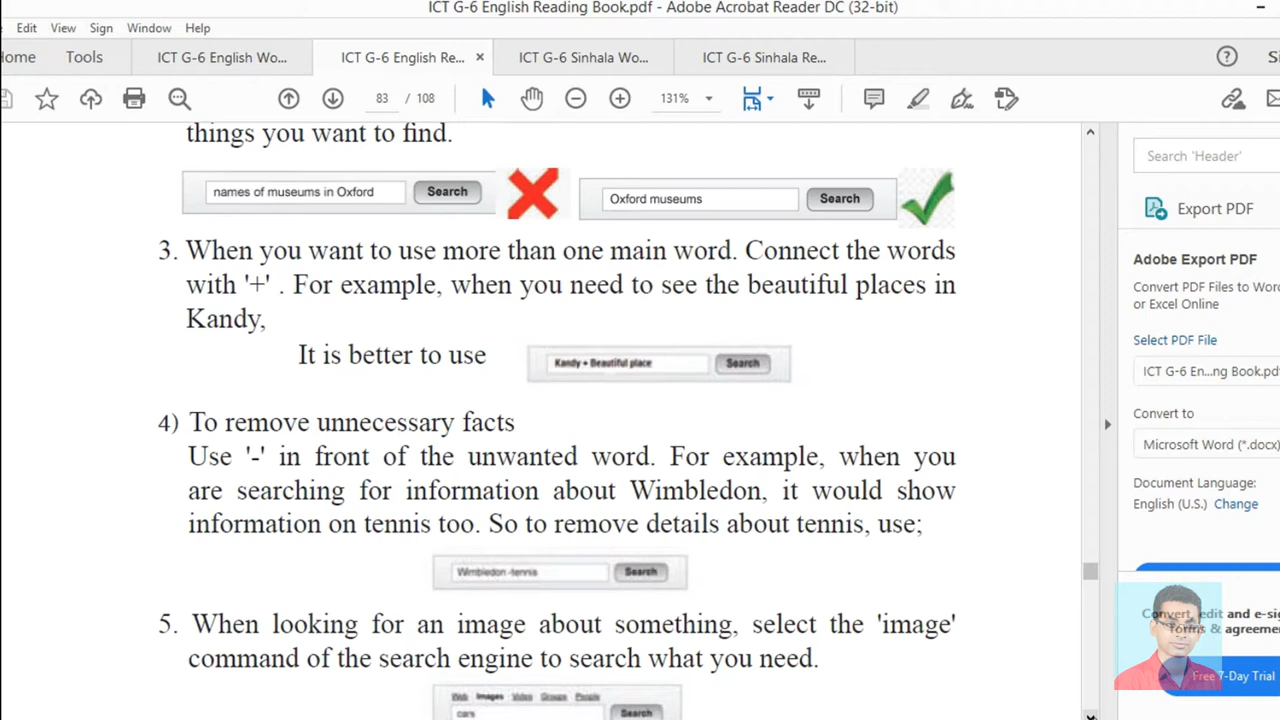 ICT G-6 English Reading Book.pdf - Adobe Acrobat Reader DC (32-bit)
Edit View Sign Window Help
ome Tools ICT G-6 English Wo... ICT G-6 English Re... × ICT G-6 Sinhala Wo... ICT G-6 Sinhala Re... Si
83 / 108 131%
things you want to find.
names of museums in Oxford Search Oxford museums Search
3. When you want to use more than one main word. Connect the words
with '+' . For example, when you need to see the beautiful places in
Kandy,
It is better to use Kandy + Beautiful place Search
4) To remove unnecessary facts
Use '-' in front of the unwanted word. For example, when you
are searching for information about Wimbledon, it would show
information on tennis too. So to remove details about tennis, use;
Wimbledon -tennis Search
5. When looking for an image about something, select the 'image'
command of the search engine to search what you need.
Web Images Video Groups People
cars Search
Search 'Header'
Export PDF
Adobe Export PDF
Convert PDF Files to Word
or Excel Online
Select PDF File
ICT G-6 En...ng Book.pdf
Convert to
Microsoft Word (*.docx)
Document Language:
English (U.S.) Change
Convert, edit and e-sign
forms & agreeme
Free 7-Day Trial